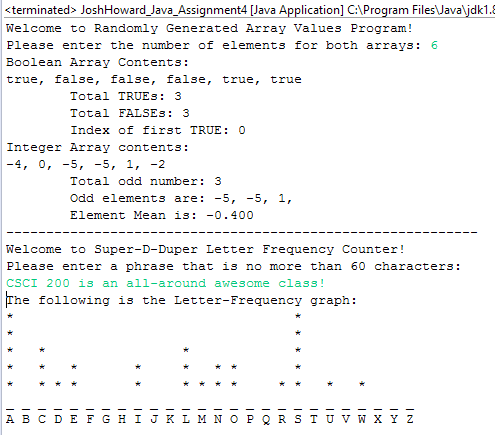 <terminated> JoshHoward_Java_Assignment4 [Java Application] C:\Program Files\Java\jdk1.8
Welcome to Randomly Generated Array Values Program!
Please enter the number of elements for both arrays: 6
Boolean Array Contents:
true, false, false, false, true, true
        Total TRUEs: 3
        Total FALSEs: 3
        Index of first TRUE: 0
Integer Array contents:
-4, 0, -5, -5, 1, -2
        Total odd number: 3
        Odd elements are: -5, -5, 1,
        Element Mean is: -0.400
-----------------------------------------------------------
Welcome to Super-D-Duper Letter Frequency Counter!
Please enter a phrase that is no more than 60 characters:
CSCI 200 is an all-around awesome class!
The following is the Letter-Frequency graph:
*                                   *
*                                   *
*   *                 *             *
*   *   *       *     *   * *       *
*   * * *       *     * * * *     * *   *   *
_ _ _ _ _ _ _ _ _ _ _ _ _ _ _ _ _ _ _ _ _ _ _ _ _ _
A B C D E F G H I J K L M N O P Q R S T U V W X Y Z